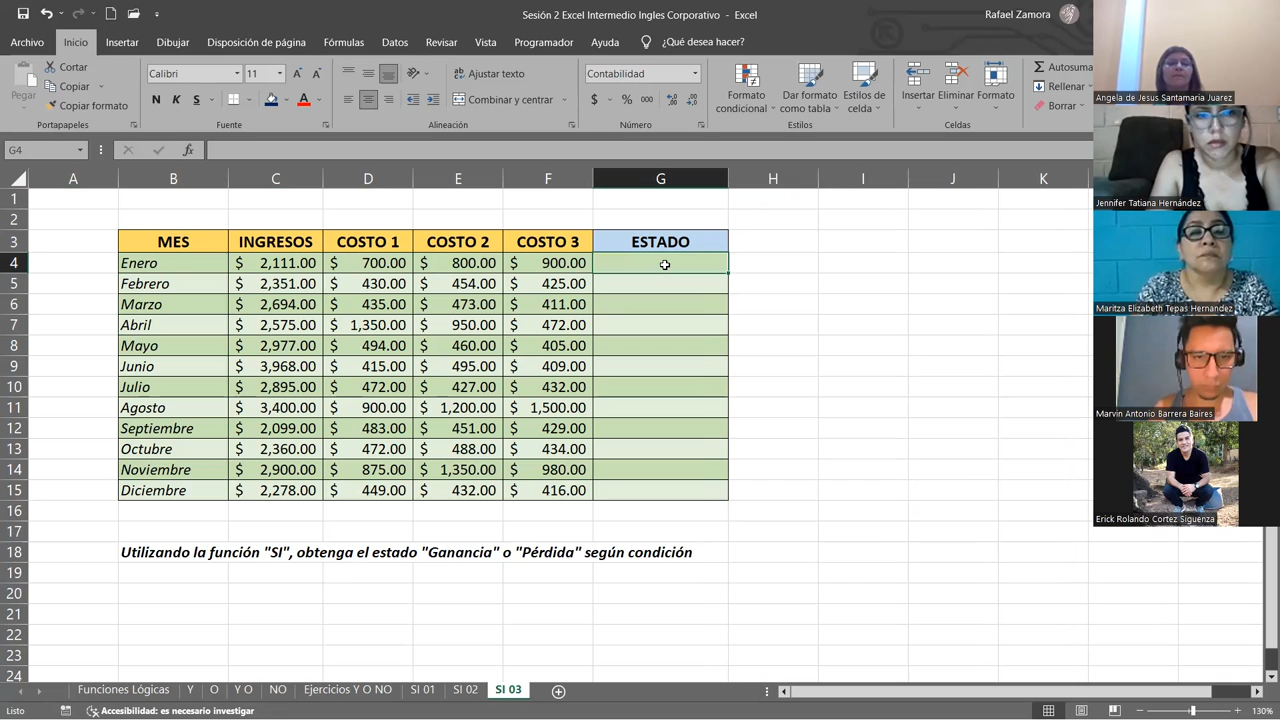 Sesión 2 Excel Intermedio Ingles Corporativo - Excel
Rafael Zamora
Archivo Inicio Insertar Dibujar Disposición de página Fórmulas Datos Revisar Vista Programador Ayuda ¿Qué desea hacer?
Pegar
Cortar
Copiar
Copiar formato
Portapapeles
Calibri 11
N K S
Fuente
Ajustar texto
Combinar y centrar
Alineación
Contabilidad
$ % 000
Número
Formato condicional
Dar formato como tabla
Estilos de celda
Estilos
Insertar Eliminar Formato
Celdas
Autosuma
Rellenar
Borrar
G4
fx
A B C D E F G H I J K
1
2
3 MES INGRESOS COSTO 1 COSTO 2 COSTO 3 ESTADO
4 Enero $ 2,111.00 $ 700.00 $ 800.00 $ 900.00
5 Febrero $ 2,351.00 $ 430.00 $ 454.00 $ 425.00
6 Marzo $ 2,694.00 $ 435.00 $ 473.00 $ 411.00
7 Abril $ 2,575.00 $ 1,350.00 $ 950.00 $ 472.00
8 Mayo $ 2,977.00 $ 494.00 $ 460.00 $ 405.00
9 Junio $ 3,968.00 $ 415.00 $ 495.00 $ 409.00
10 Julio $ 2,895.00 $ 472.00 $ 427.00 $ 432.00
11 Agosto $ 3,400.00 $ 900.00 $ 1,200.00 $ 1,500.00
12 Septiembre $ 2,099.00 $ 483.00 $ 451.00 $ 429.00
13 Octubre $ 2,360.00 $ 472.00 $ 488.00 $ 434.00
14 Noviembre $ 2,900.00 $ 875.00 $ 1,350.00 $ 980.00
15 Diciembre $ 2,278.00 $ 449.00 $ 432.00 $ 416.00
16
17
18 Utilizando la función "SI", obtenga el estado "Ganancia" o "Pérdida" según condición
19
20
21
22
23
24
Funciones Lógicas Y O Y O NO Ejercicios Y O NO SI 01 SI 02 SI 03
Listo
Accesibilidad: es necesario investigar
130%
Angela de Jesus Santamaria Juarez
Jennifer Tatiana Hernández
Maritza Elizabeth Tepas Hernandez
Marvin Antonio Barrera Baires
Erick Rolando Cortez Siguenza